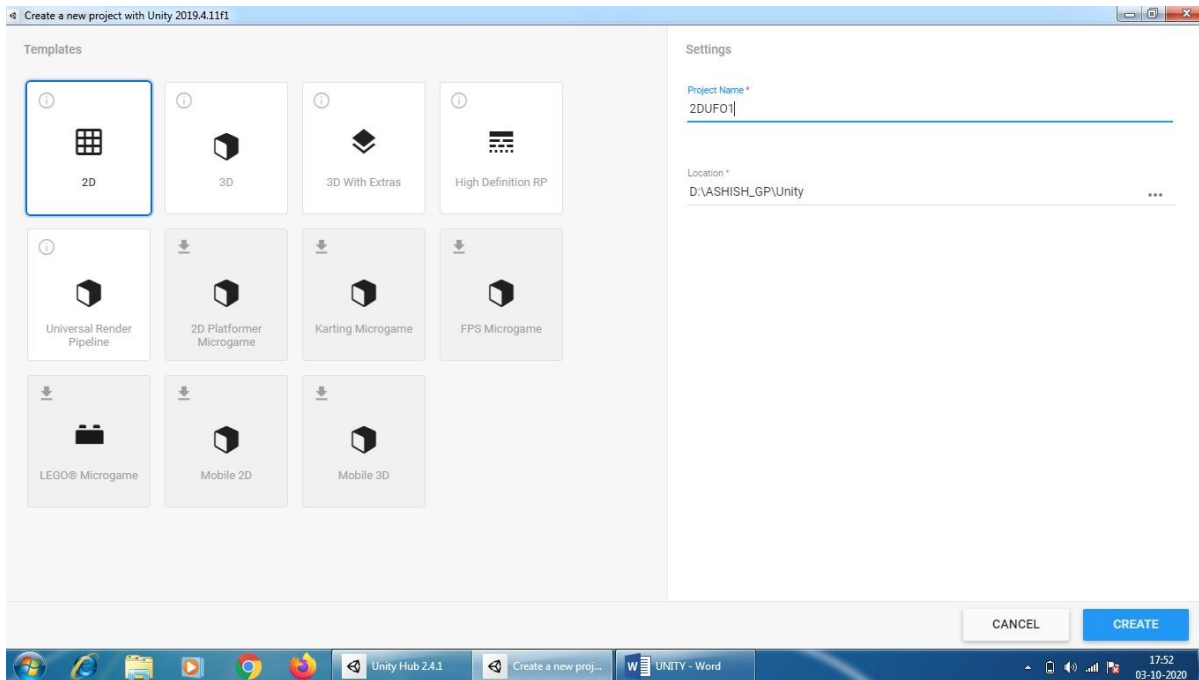 Create a new project with Unity 2019.4.11f1
Templates
2D
3D
3D With Extras
High Definition RP
Universal Render
Pipeline
2D Platformer
Microgame
Karting Microgame
FPS Microgame
LEGO® Microgame
Mobile 2D
Mobile 3D
Settings
Project Name *
2DUFO1
Location *
D:\ASHISH_GP\Unity
...
CANCEL
CREATE
Unity Hub 2.4.1
Create a new proj...
UNITY - Word
17:52
03-10-2020